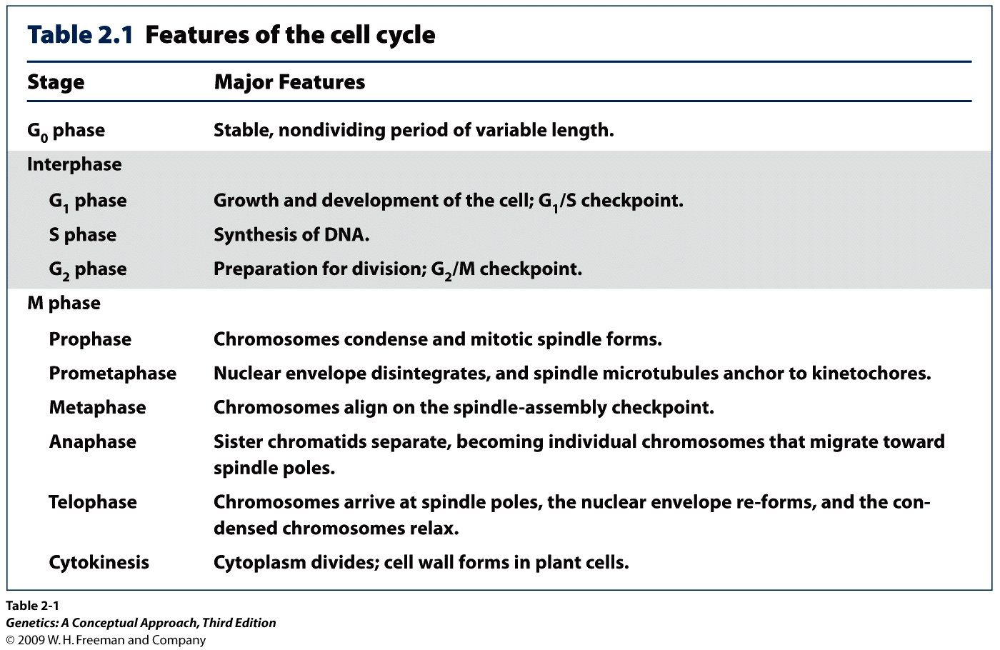 Table 2.1 Features of the cell cycle
Stage Major Features
G0 phase Stable, nondividing period of variable length.
Interphase
G1 phase Growth and development of the cell; G1/S checkpoint.
S phase Synthesis of DNA.
G2 phase Preparation for division; G2/M checkpoint.
M phase
Prophase Chromosomes condense and mitotic spindle forms.
Prometaphase Nuclear envelope disintegrates, and spindle microtubules anchor to kinetochores.
Metaphase Chromosomes align on the spindle-assembly checkpoint.
Anaphase Sister chromatids separate, becoming individual chromosomes that migrate toward
spindle poles.
Telophase Chromosomes arrive at spindle poles, the nuclear envelope re-forms, and the con-
densed chromosomes relax.
Cytokinesis Cytoplasm divides; cell wall forms in plant cells.
Table 2-1
Genetics: A Conceptual Approach, Third Edition
© 2009 W. H. Freeman and Company